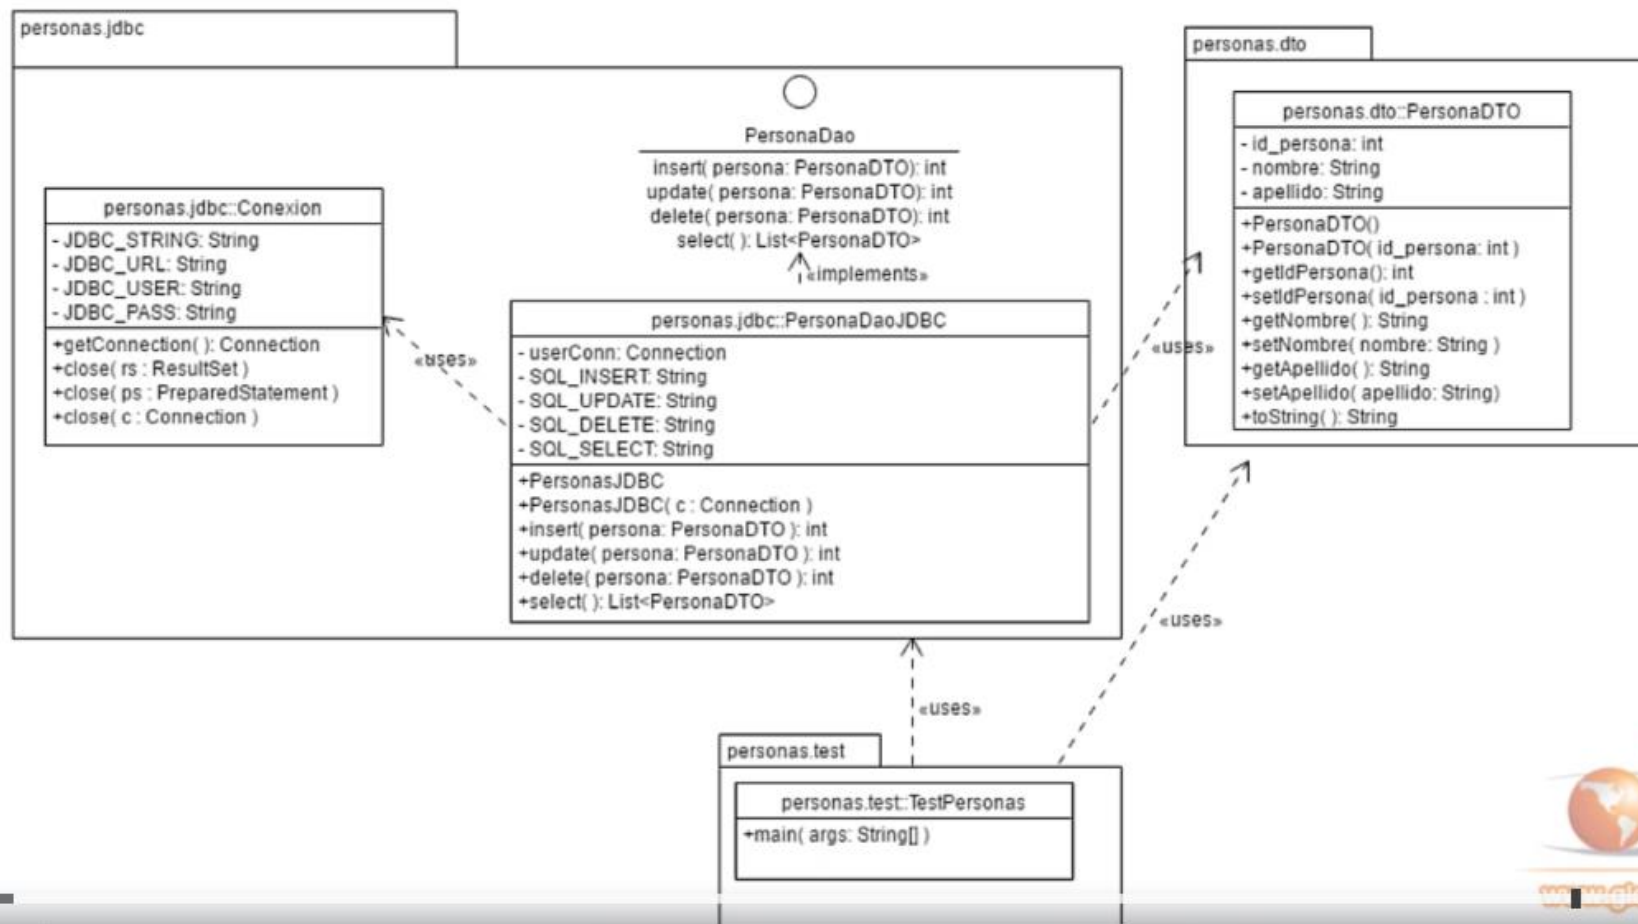 personas.jdbc
PersonaDao
insert( persona: PersonaDTO): int
update( persona: PersonaDTO): int
delete( persona: PersonaDTO): int
select( ): List<PersonaDTO>
«implements»
personas.jdbc::Conexion
- JDBC_STRING: String
- JDBC_URL: String
- JDBC_USER: String
- JDBC_PASS: String
+getConnection( ): Connection
+close( rs : ResultSet )
+close( ps : PreparedStatement )
+close( c : Connection )
«uses»
personas.jdbc::PersonaDaoJDBC
- userConn: Connection
- SQL_INSERT: String
- SQL_UPDATE: String
- SQL_DELETE: String
- SQL_SELECT: String
+PersonasJDBC
+PersonasJDBC( c : Connection )
+insert( persona: PersonaDTO ): int
+update( persona: PersonaDTO ): int
+delete( persona: PersonaDTO ): int
+select( ): List<PersonaDTO>
«uses»
personas.dto
personas.dto::PersonaDTO
- id_persona: int
- nombre: String
- apellido: String
+PersonaDTO()
+PersonaDTO( id_persona: int )
+getIdPersona(): int
+setIdPersona( id_persona : int )
+getNombre( ): String
+setNombre( nombre: String )
+getApellido( ): String
+setApellido( apellido: String)
+toString( ): String
«uses»
«uses»
personas.test
personas.test::TestPersonas
+main( args: String[] )